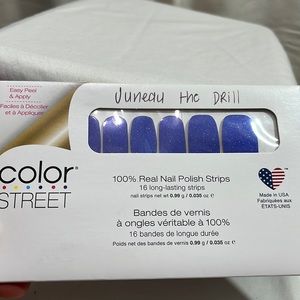 Easy Peel &
Apply
Faciles à Décoller
et à Appliquer
Juneau the Drill
color®
STREET
100% Real Nail Polish Strips
16 long-lasting strips
nail strips net wt 0.99 g / 0.035 oz ℮
Bandes de vernis
à ongles véritable à 100%
16 bandes de longue durée
Poids net des bandes de vernis 0.99 g / 0.035 oz ℮
Made in USA
Fabriquées aux
ÉTATS-UNIS